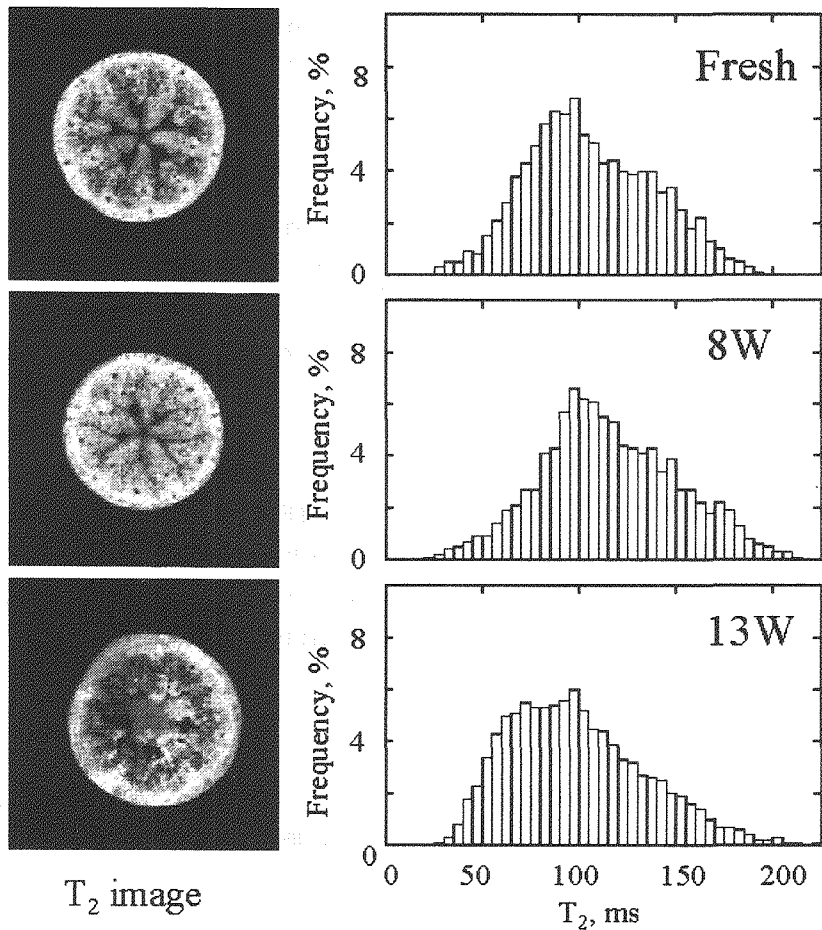 Frequency, %
8
4
0
Fresh
Frequency, %
8
4
0
8W
Frequency, %
8
4
0
13W
0 50 100 150 200
T₂, ms
T₂ image